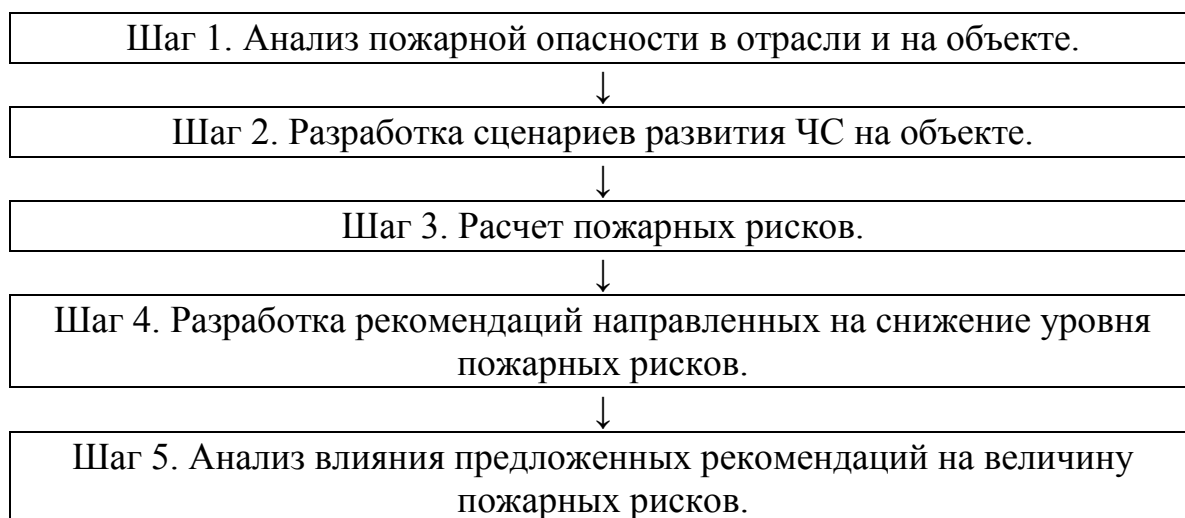 Шаг 1. Анализ пожарной опасности в отрасли и на объекте.
↓
Шаг 2. Разработка сценариев развития ЧС на объекте.
↓
Шаг 3. Расчет пожарных рисков.
↓
Шаг 4. Разработка рекомендаций направленных на снижение уровня
пожарных рисков.
↓
Шаг 5. Анализ влияния предложенных рекомендаций на величину
пожарных рисков.